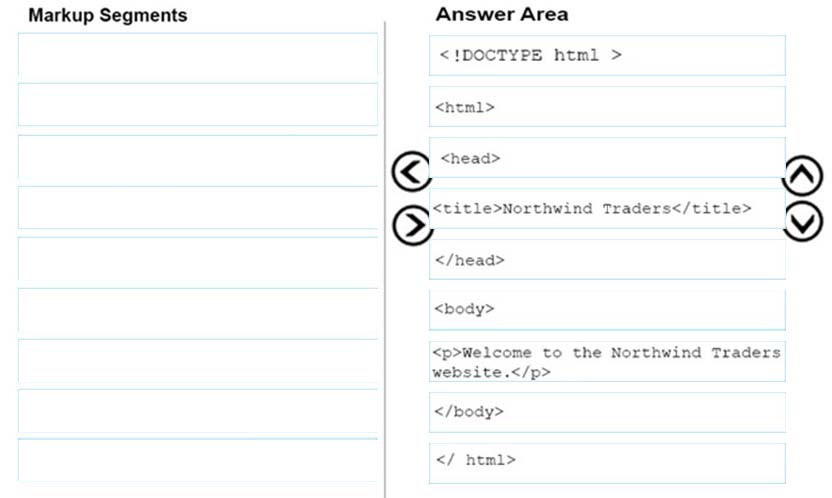 Markup Segments
Answer Area
<!DOCTYPE html >
<html>
<head>
<title>Northwind Traders</title>
</head>
<body>
<p>Welcome to the Northwind Traders
website.</p>
</body>
</ html>